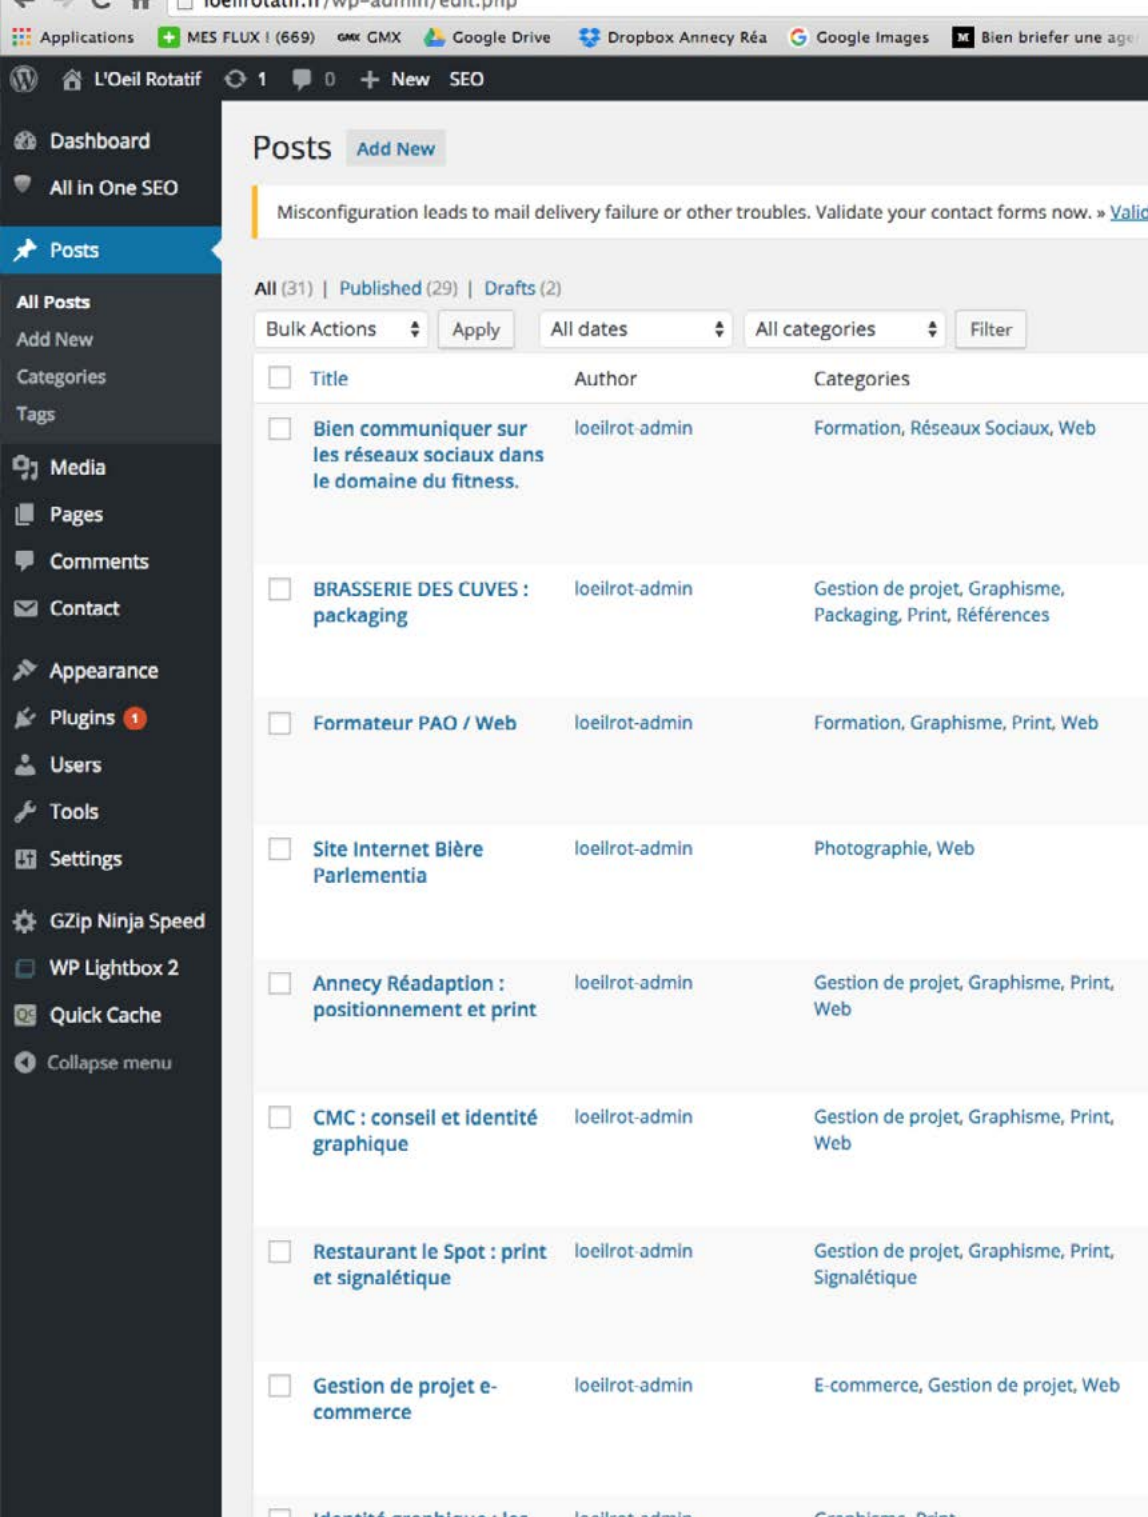 /wp-admin/edit.php
Applications MES FLUX ! (669) GMX GMX Google Drive Dropbox Annecy Réa Google Images M Bien briefer une age
L'Oeil Rotatif 1 0 + New SEO
Dashboard
All in One SEO
Posts
All Posts
Add New
Categories
Tags
Media
Pages
Comments
Contact
Appearance
Plugins 1
Users
Tools
Settings
GZip Ninja Speed
WP Lightbox 2
Quick Cache
Collapse menu
Posts Add New
Misconfiguration leads to mail delivery failure or other troubles. Validate your contact forms now. » Valid
All (31) | Published (29) | Drafts (2)
Bulk Actions Apply All dates All categories Filter
Title Author Categories
Bien communiquer sur loeilrot-admin Formation, Réseaux Sociaux, Web
les réseaux sociaux dans
le domaine du fitness.
BRASSERIE DES CUVES : loeilrot-admin Gestion de projet, Graphisme,
packaging Packaging, Print, Références
Formateur PAO / Web loeilrot-admin Formation, Graphisme, Print, Web
Site Internet Bière loeilrot-admin Photographie, Web
Parlementia
Annecy Réadaption : loeilrot-admin Gestion de projet, Graphisme, Print,
positionnement et print Web
CMC : conseil et identité loeilrot-admin Gestion de projet, Graphisme, Print,
graphique Web
Restaurant le Spot : print loeilrot-admin Gestion de projet, Graphisme, Print,
et signalétique Signalétique
Gestion de projet e- loeilrot-admin E-commerce, Gestion de projet, Web
commerce